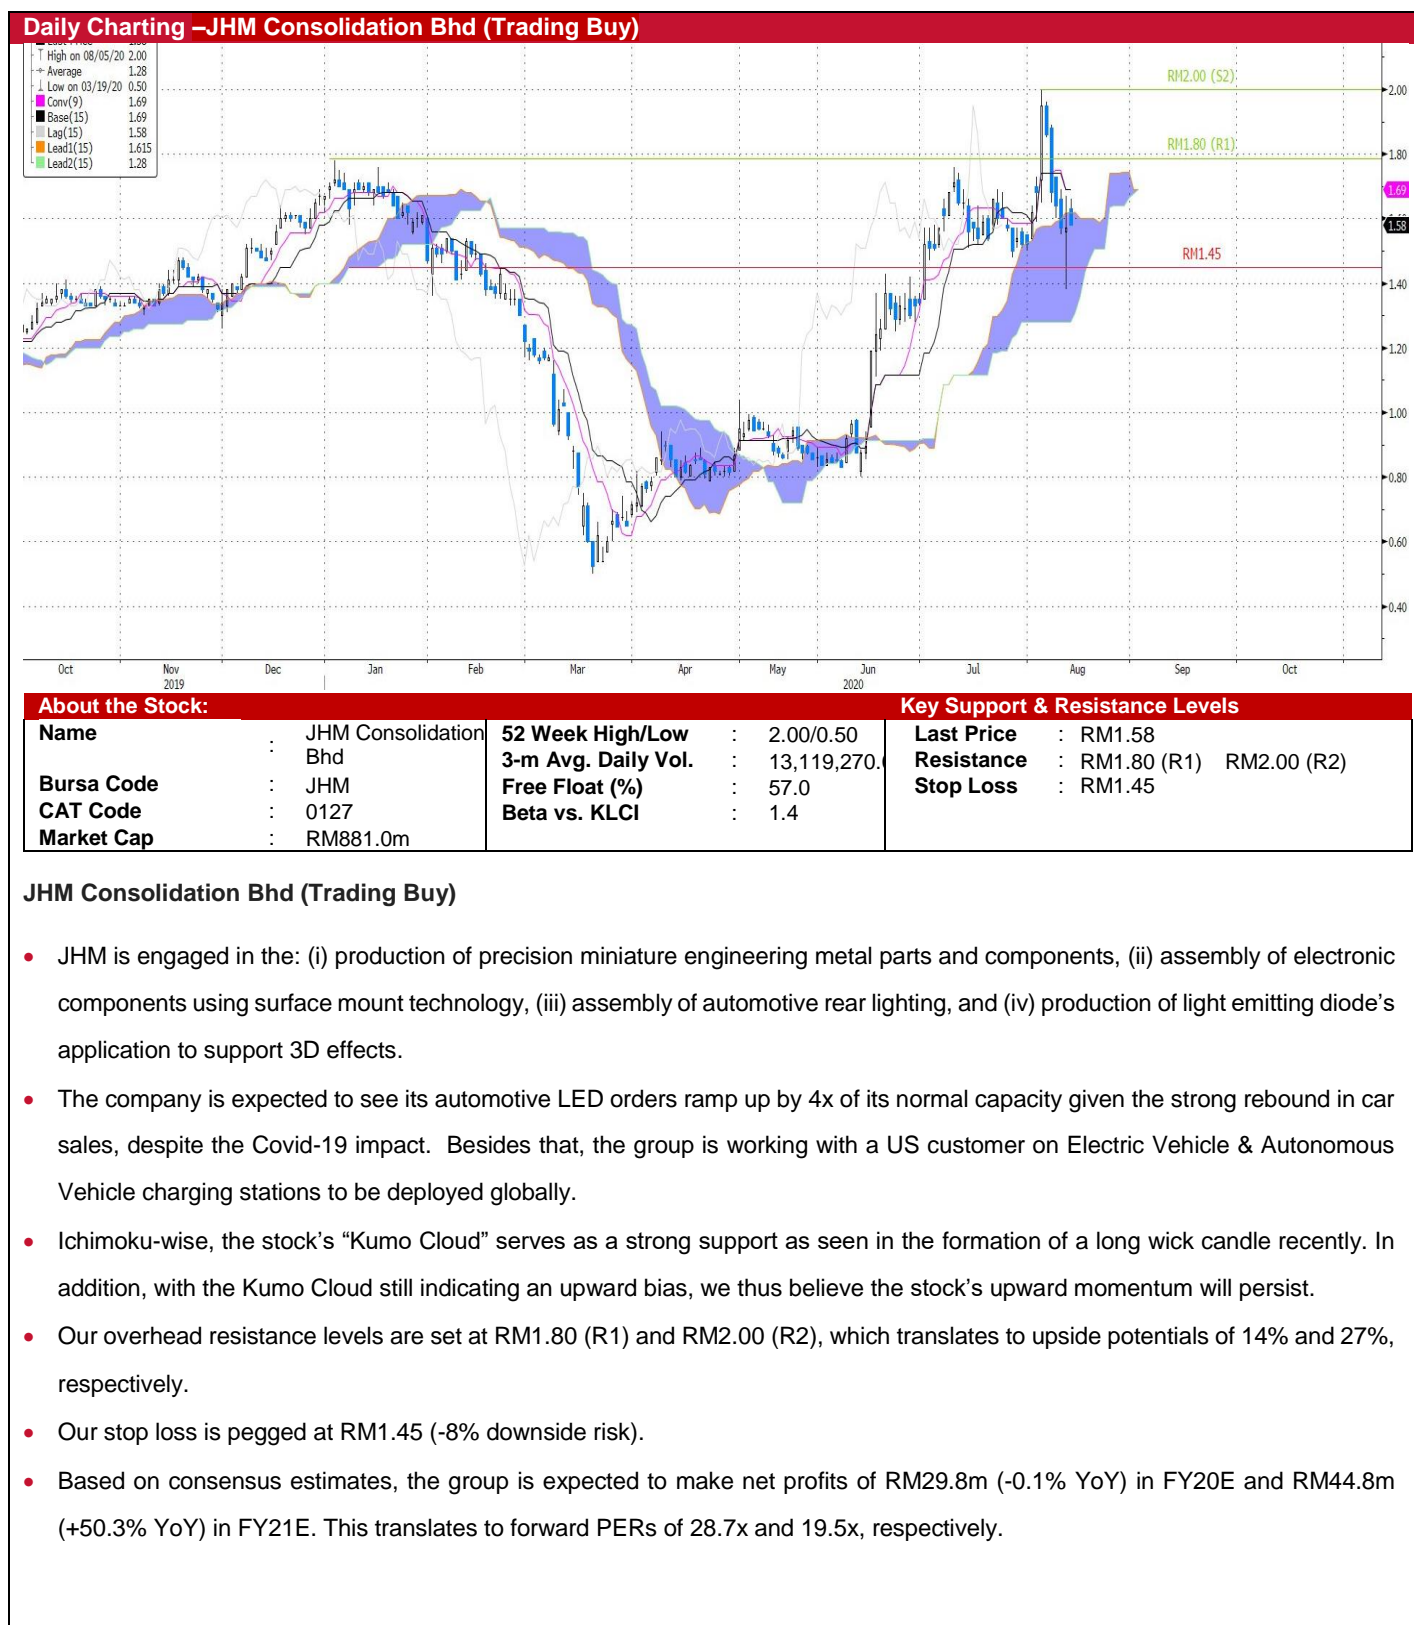 Daily Charting –JHM Consolidation Bhd (Trading Buy)
High on 08/05/20 2.00
Average 1.28
Low on 03/19/20 0.50
Conv(9) 1.69
Base(15) 1.69
Lag(15) 1.58
Lead1(15) 1.615
Lead2(15) 1.28
RM2.00 (S2)
RM1.80 (R1)
RM1.45
2.00
1.80
1.69
1.58
1.40
1.20
1.00
0.80
0.60
0.40
Oct Nov Dec Jan Feb Mar Apr May Jun Jul Aug Sep Oct
2019 2020
About the Stock: Key Support & Resistance Levels
Name : JHM Consolidation Bhd
Bursa Code : JHM
CAT Code : 0127
Market Cap : RM881.0m
52 Week High/Low : 2.00/0.50
3-m Avg. Daily Vol. : 13,119,270.
Free Float (%) : 57.0
Beta vs. KLCI : 1.4
Last Price : RM1.58
Resistance : RM1.80 (R1) RM2.00 (R2)
Stop Loss : RM1.45
JHM Consolidation Bhd (Trading Buy)
• JHM is engaged in the: (i) production of precision miniature engineering metal parts and components, (ii) assembly of electronic
components using surface mount technology, (iii) assembly of automotive rear lighting, and (iv) production of light emitting diode’s
application to support 3D effects.
• The company is expected to see its automotive LED orders ramp up by 4x of its normal capacity given the strong rebound in car
sales, despite the Covid-19 impact. Besides that, the group is working with a US customer on Electric Vehicle & Autonomous
Vehicle charging stations to be deployed globally.
• Ichimoku-wise, the stock’s “Kumo Cloud” serves as a strong support as seen in the formation of a long wick candle recently. In
addition, with the Kumo Cloud still indicating an upward bias, we thus believe the stock’s upward momentum will persist.
• Our overhead resistance levels are set at RM1.80 (R1) and RM2.00 (R2), which translates to upside potentials of 14% and 27%,
respectively.
• Our stop loss is pegged at RM1.45 (-8% downside risk).
• Based on consensus estimates, the group is expected to make net profits of RM29.8m (-0.1% YoY) in FY20E and RM44.8m
(+50.3% YoY) in FY21E. This translates to forward PERs of 28.7x and 19.5x, respectively.